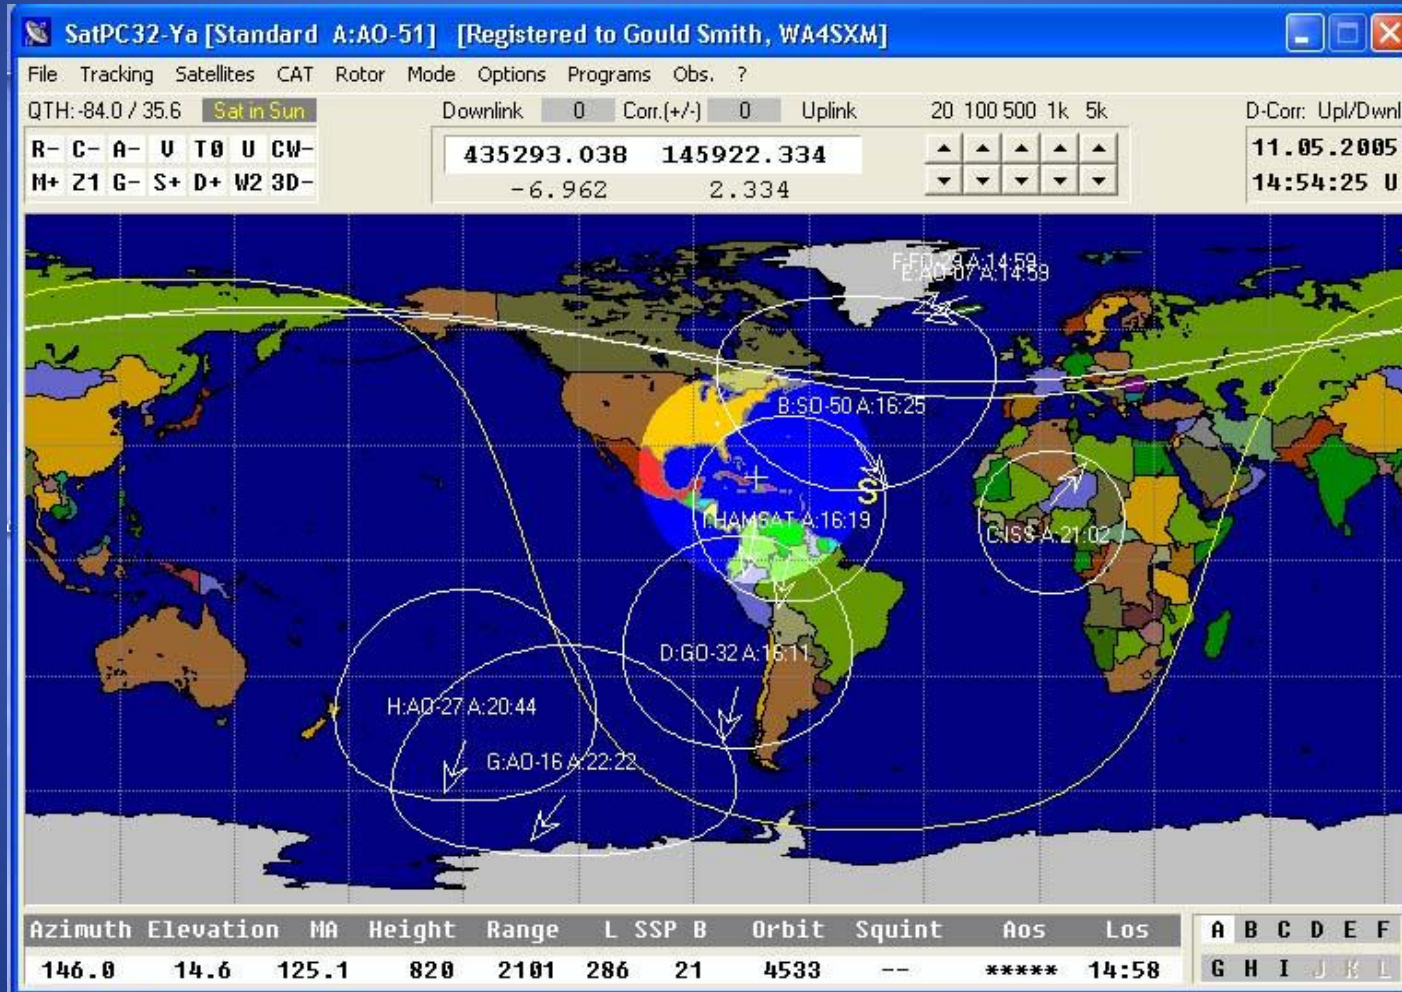 SatPC32-Ya [Standard A:AO-51] [Registered to Gould Smith, WA4SXM]
File Tracking Satellites CAT Rotor Mode Options Programs Obs. ?
QTH: -84.0 / 35.6 Sat in Sun Downlink 0 Corr.(+/-) 0 Uplink 20 100 500 1k 5k D-Corr: Upl/Dwnl
R- C- A- V T0 U CW- 435293.038 145922.334 11.05.2005
M+ Z1 G- S+ D+ W2 3D- -6.962 2.334 14:54:25 U
F:FO-29 A:14:59
E:AO-07 A:14:59
B:SO-50 A:16:25
S
I:HAMSAT A:16:19
C:ISS A:21:02
D:GO-32 A:16:11
H:AO-27 A:20:44
G:AO-16 A:22:22
Azimuth Elevation MA Height Range L SSP B Orbit Squint Aos Los A B C D E F
146.0 14.6 125.1 820 2101 286 21 4533 -- ***** 14:58 G H I J K L